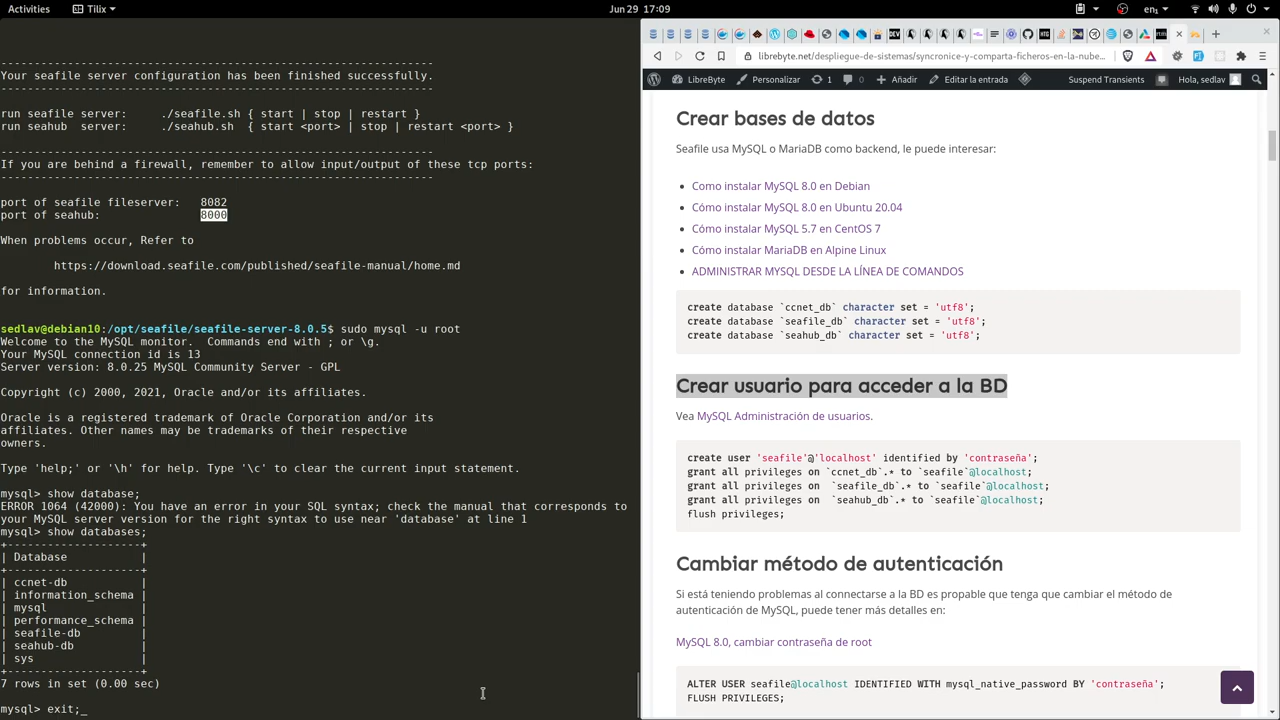 Activities
Tilix
Jun 29 17:09
en₁
Your seafile server configuration has been finished successfully.
-----------------------------------------------------------------
run seafile server:     ./seafile.sh { start | stop | restart }
run seahub  server:     ./seahub.sh  { start <port> | stop | restart <port> }
-----------------------------------------------------------------
If you are behind a firewall, remember to allow input/output of these tcp ports:
-----------------------------------------------------------------
port of seafile fileserver:   8082
port of seahub:               8000
When problems occur, Refer to
https://download.seafile.com/published/seafile-manual/home.md
for information.
sedlav@debian10:/opt/seafile/seafile-server-8.0.5$ sudo mysql -u root
Welcome to the MySQL monitor.  Commands end with ; or \g.
Your MySQL connection id is 13
Server version: 8.0.25 MySQL Community Server - GPL
Copyright (c) 2000, 2021, Oracle and/or its affiliates.
Oracle is a registered trademark of Oracle Corporation and/or its
affiliates. Other names may be trademarks of their respective
owners.
Type 'help;' or '\h' for help. Type '\c' to clear the current input statement.
mysql> show database;
ERROR 1064 (42000): You have an error in your SQL syntax; check the manual that corresponds to
your MySQL server version for the right syntax to use near 'database' at line 1
mysql> show databases;
+--------------------+
| Database           |
+--------------------+
| ccnet-db           |
| information_schema |
| mysql              |
| performance_schema |
| seafile-db         |
| seahub-db          |
| sys                |
+--------------------+
7 rows in set (0.00 sec)
mysql> exit;_
librebyte.net/despliegue-de-sistemas/syncronice-y-comparta-ficheros-en-la-nube...
LibreByte
Personalizar
1
0
Añadir
Editar la entrada
Suspend Transients
Hola, sedlav
Crear bases de datos
Seafile usa MySQL o MariaDB como backend, le puede interesar:
• Como instalar MySQL 8.0 en Debian
• Cómo instalar MySQL 8.0 en Ubuntu 20.04
• Cómo instalar MySQL 5.7 en CentOS 7
• Cómo instalar MariaDB en Alpine Linux
• ADMINISTRAR MYSQL DESDE LA LÍNEA DE COMANDOS
create database `ccnet_db` character set = 'utf8';
create database `seafile_db` character set = 'utf8';
create database `seahub_db` character set = 'utf8';
Crear usuario para acceder a la BD
Vea MySQL Administración de usuarios.
create user 'seafile'@'localhost' identified by 'contraseña';
grant all privileges on `ccnet_db`.* to `seafile`@localhost;
grant all privileges on  `seafile_db`.* to `seafile`@localhost;
grant all privileges on  `seahub_db`.* to `seafile`@localhost;
flush privileges;
Cambiar método de autenticación
Si está teniendo problemas al connectarse a la BD es propable que tenga que cambiar el método de
autenticación de MySQL, puede tener más detalles en:
MySQL 8.0, cambiar contraseña de root
ALTER USER seafile@localhost IDENTIFIED WITH mysql_native_password BY 'contraseña';
FLUSH PRIVILEGES;